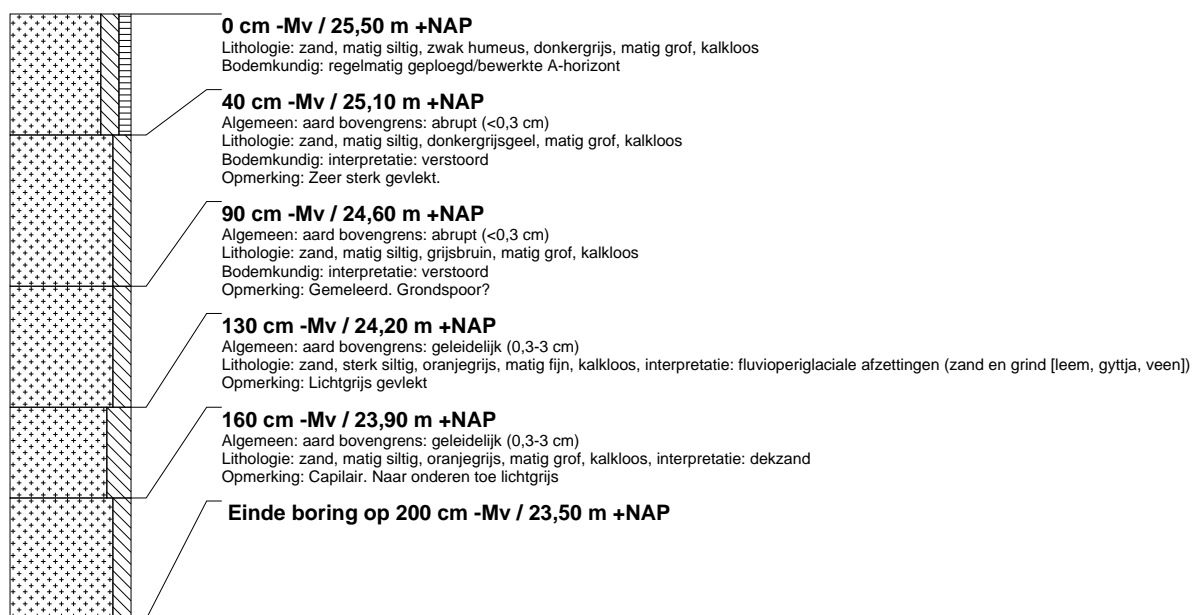 0 cm -Mv / 25,50 m +NAP
Lithologie: zand, matig siltig, zwak humeus, donkergrijs, matig grof, kalkloos
Bodemkundig: regelmatig geploegd/bewerkte A-horizont
40 cm -Mv / 25,10 m +NAP
Algemeen: aard bovengrens: abrupt (<0,3 cm)
Lithologie: zand, matig siltig, donkergrijsgeel, matig grof, kalkloos
Bodemkundig: interpretatie: verstoord
Opmerking: Zeer sterk gevlekt.
90 cm -Mv / 24,60 m +NAP
Algemeen: aard bovengrens: abrupt (<0,3 cm)
Lithologie: zand, matig siltig, grijsbruin, matig grof, kalkloos
Bodemkundig: interpretatie: verstoord
Opmerking: Gemeleerd. Grondspoor?
130 cm -Mv / 24,20 m +NAP
Algemeen: aard bovengrens: geleidelijk (0,3-3 cm)
Lithologie: zand, sterk siltig, oranjegrijs, matig fijn, kalkloos, interpretatie: fluvioperiglaciale afzettingen (zand en grind [leem, gyttja, veen])
Opmerking: Lichtgrijs gevlekt
160 cm -Mv / 23,90 m +NAP
Algemeen: aard bovengrens: geleidelijk (0,3-3 cm)
Lithologie: zand, matig siltig, oranjegrijs, matig grof, kalkloos, interpretatie: dekzand
Opmerking: Capilair. Naar onderen toe lichtgrijs
Einde boring op 200 cm -Mv / 23,50 m +NAP